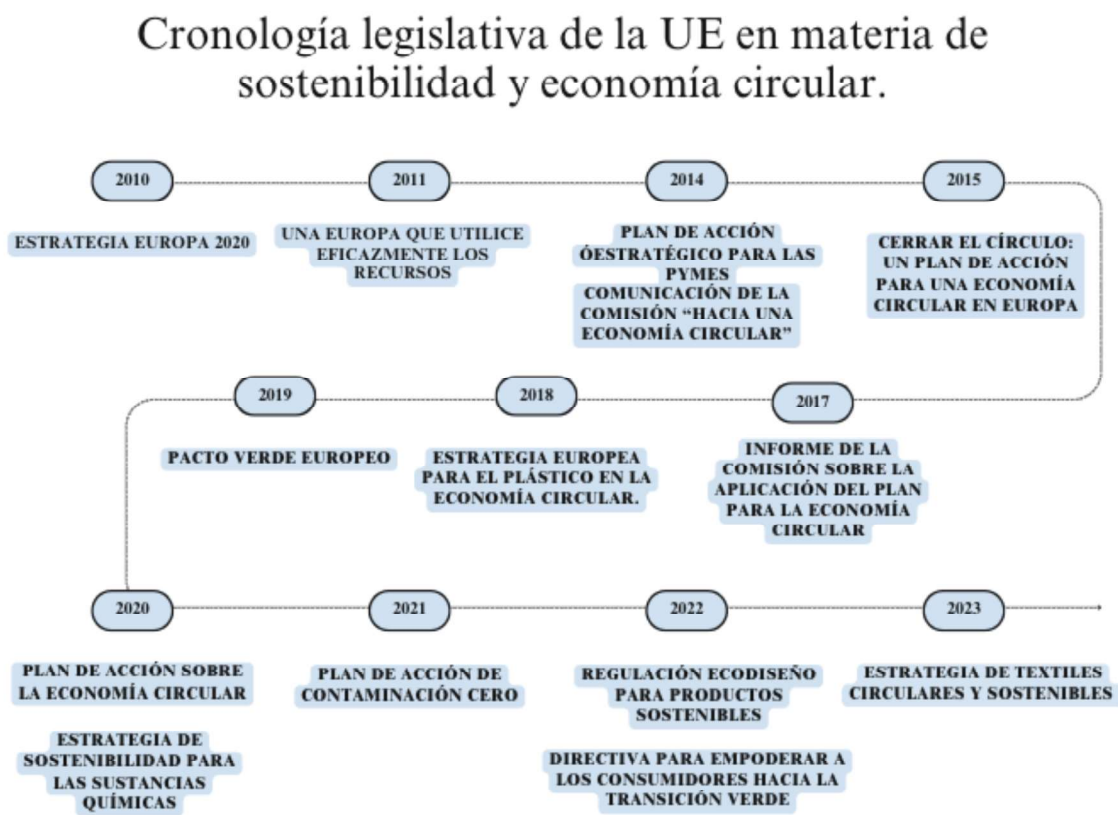 Cronología legislativa de la UE en materia de
sostenibilidad y economía circular.
2010
ESTRATEGIA EUROPA 2020
2011
UNA EUROPA QUE UTILICE
EFICAZMENTE LOS
RECURSOS
2014
PLAN DE ACCIÓN
ÓESTRATÉGICO PARA LAS
PYMES
COMUNICACIÓN DE LA
COMISIÓN “HACIA UNA
ECONOMÍA CIRCULAR”
2015
CERRAR EL CÍRCULO:
UN PLAN DE ACCIÓN
PARA UNA ECONOMÍA
CIRCULAR EN EUROPA
2017
INFORME DE LA
COMISIÓN SOBRE LA
APLICACIÓN DEL PLAN
PARA LA ECONOMÍA
CIRCULAR
2018
ESTRATEGIA EUROPEA
PARA EL PLÁSTICO EN LA
ECONOMÍA CIRCULAR.
2019
PACTO VERDE EUROPEO
2020
PLAN DE ACCIÓN SOBRE
LA ECONOMÍA CIRCULAR
ESTRATEGIA DE
SOSTENIBILIDAD PARA
LAS SUSTANCIAS
QUÍMICAS
2021
PLAN DE ACCIÓN DE
CONTAMINACIÓN CERO
2022
REGULACIÓN ECODISEÑO
PARA PRODUCTOS
SOSTENIBLES
DIRECTIVA PARA EMPODERAR A
LOS CONSUMIDORES HACIA LA
TRANSICIÓN VERDE
2023
ESTRATEGIA DE TEXTILES
CIRCULARES Y SOSTENIBLES